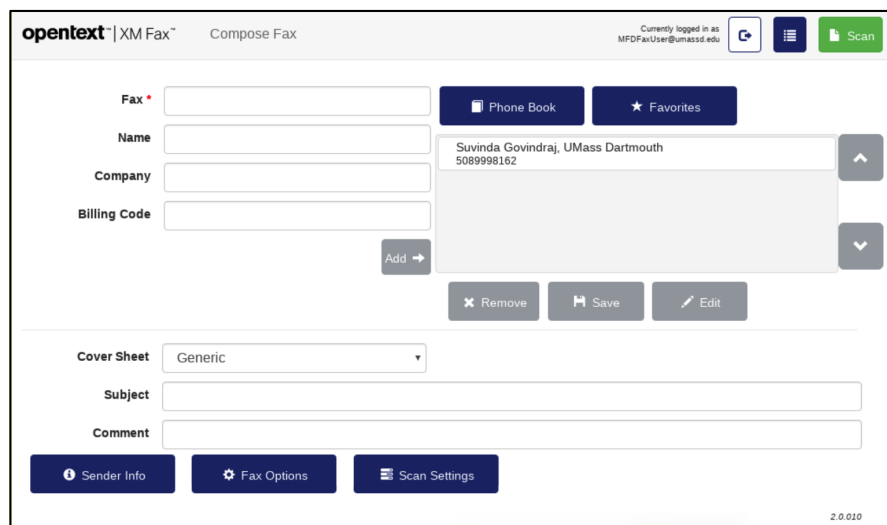 opentext™ | XM Fax™ Compose Fax
Currently logged in as
MFDFaxUser@umassd.edu
Scan
Fax *
Phone Book
Favorites
Name
Suvinda Govindraj, UMass Dartmouth
5089998162
Company
Billing Code
Add
Remove
Save
Edit
Cover Sheet
Generic
Subject
Comment
Sender Info
Fax Options
Scan Settings
2.0.010